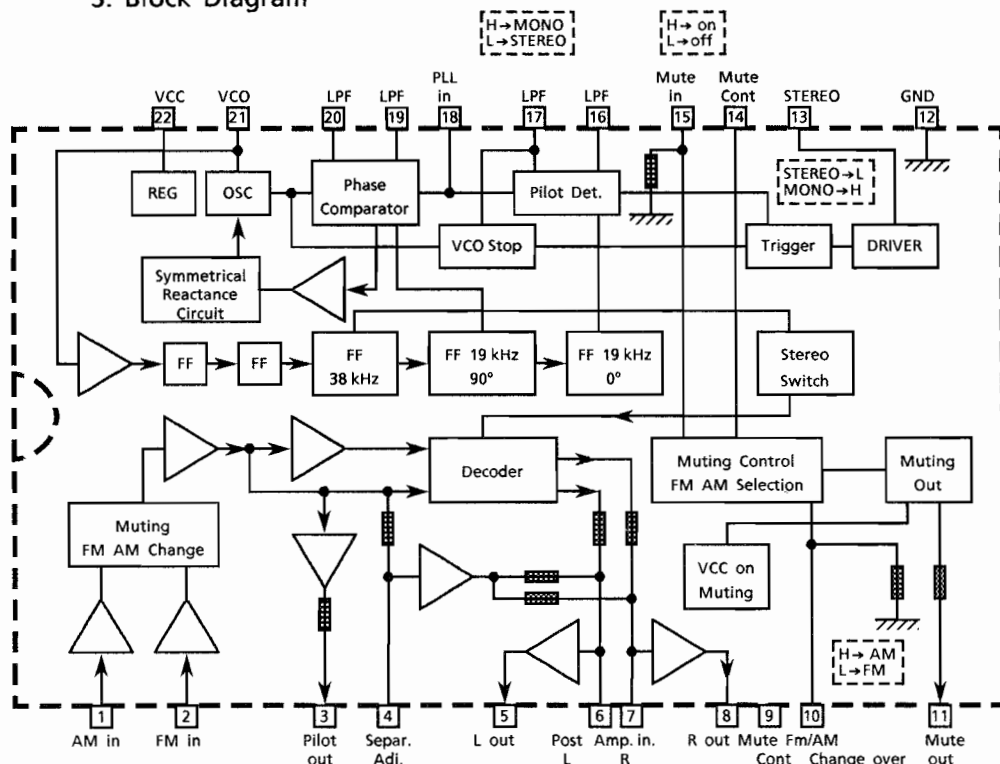 3. Block Diagram
H→MONO
L→STEREO
H→on
L→off
VCC
VCO
LPF
LPF
PLL
in
LPF
LPF
Mute
in
Mute
Cont
STEREO
GND
22
21
20
19
18
17
16
15
14
13
12
REG
OSC
Phase
Comparator
Pilot Det.
STEREO→L
MONO→H
VCO Stop
Trigger
DRIVER
Symmetrical
Reactance
Circuit
FF
FF
FF
38 kHz
FF 19 kHz
90°
FF 19 kHz
0°
Stereo
Switch
Decoder
Muting Control
FM AM Selection
Muting
Out
Muting
FM AM Change
VCC on
Muting
H→AM
L→FM
1
2
3
4
5
6
7
8
9
10
11
AM in
FM in
Pilot
out
Separ.
Adj.
L out
Post Amp. in.
L R
R out
Mute
Cont
Fm/AM
Change over
Mute
out